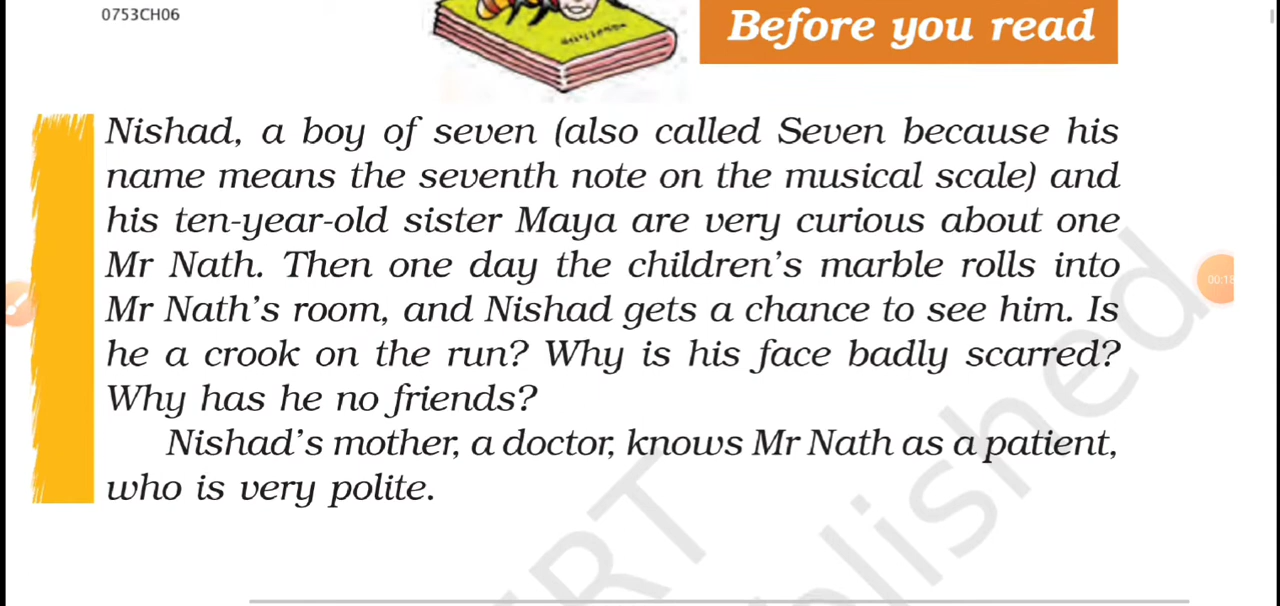 0753CH06
Before you read
Nishad, a boy of seven (also called Seven because his
name means the seventh note on the musical scale) and
his ten-year-old sister Maya are very curious about one
Mr Nath. Then one day the children's marble rolls into
Mr Nath's room, and Nishad gets a chance to see him. Is
he a crook on the run? Why is his face badly scarred?
Why has he no friends?
Nishad's mother, a doctor, knows Mr Nath as a patient,
who is very polite.
00:18